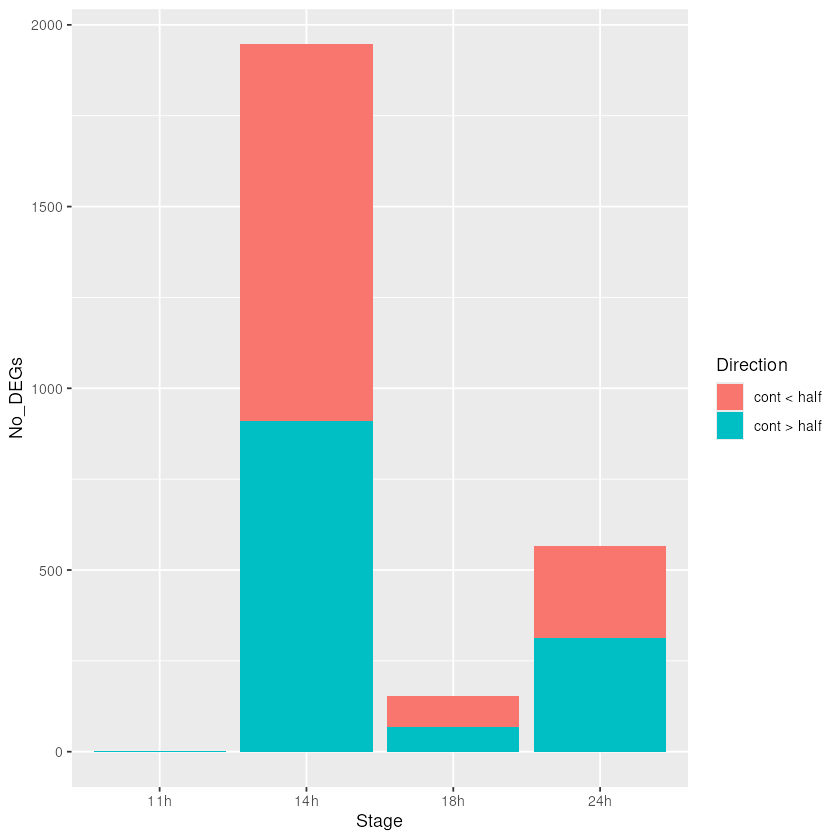 2000
1500
1000
500
0
No_DEGs
11h
14h
18h
24h
Stage
Direction
cont < half
cont > half